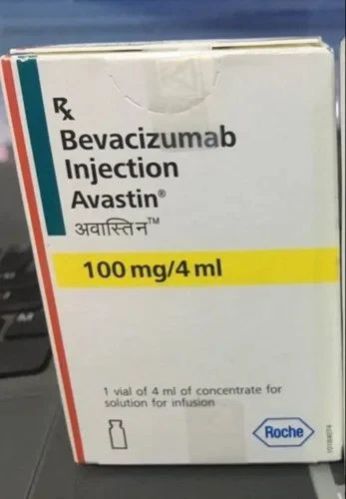 Rx
Bevacizumab
Injection
Avastin®
अवास्तिन™
100 mg/4 ml
1 vial of 4 ml of concentrate for
solution for infusion
Roche